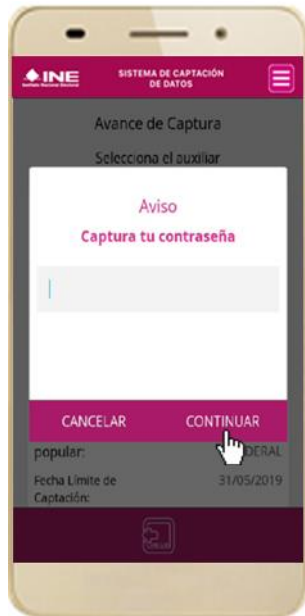 INE
Instituto Nacional Electoral
SISTEMA DE CAPTACIÓN
DE DATOS
Avance de Captura
Selecciona el auxiliar
Aviso
Captura tu contraseña
CANCELAR CONTINUAR
popular:
Fecha Límite de 31/05/2019
Captación: